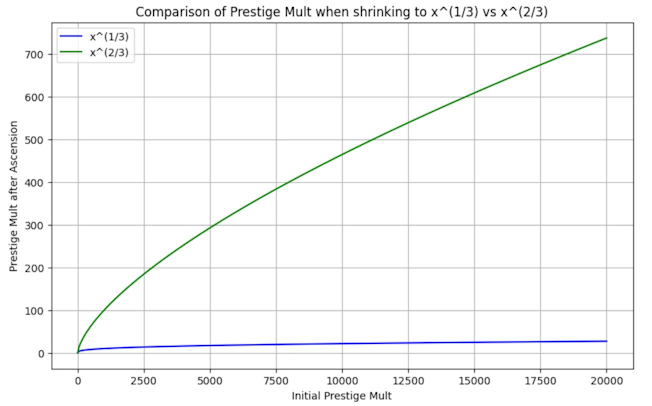 Comparison of Prestige Mult when shrinking to x^(1/3) vs x^(2/3)
x^(1/3)
x^(2/3)
700
600
500
400
300
200
100
0
Prestige Mult after Ascension
0 2500 5000 7500 10000 12500 15000 17500 20000
Initial Prestige Mult